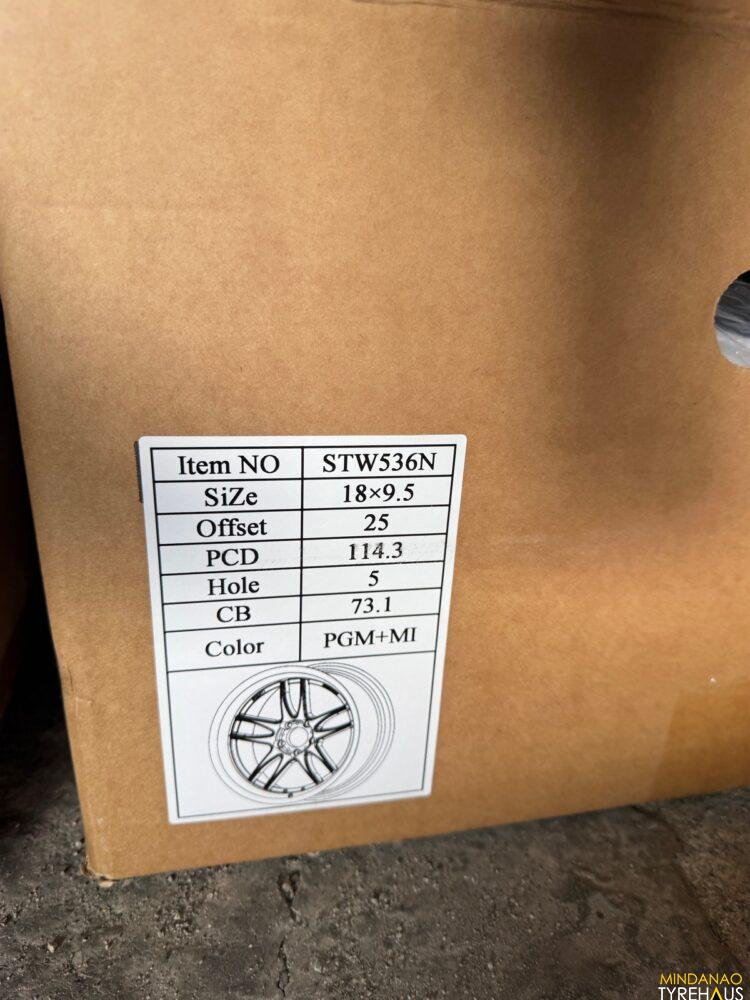 Item NO STW536N
SiZe 18×9.5
Offset 25
PCD 114.3
Hole 5
CB 73.1
Color PGM+MI
MINDANAO
TYREHAUS